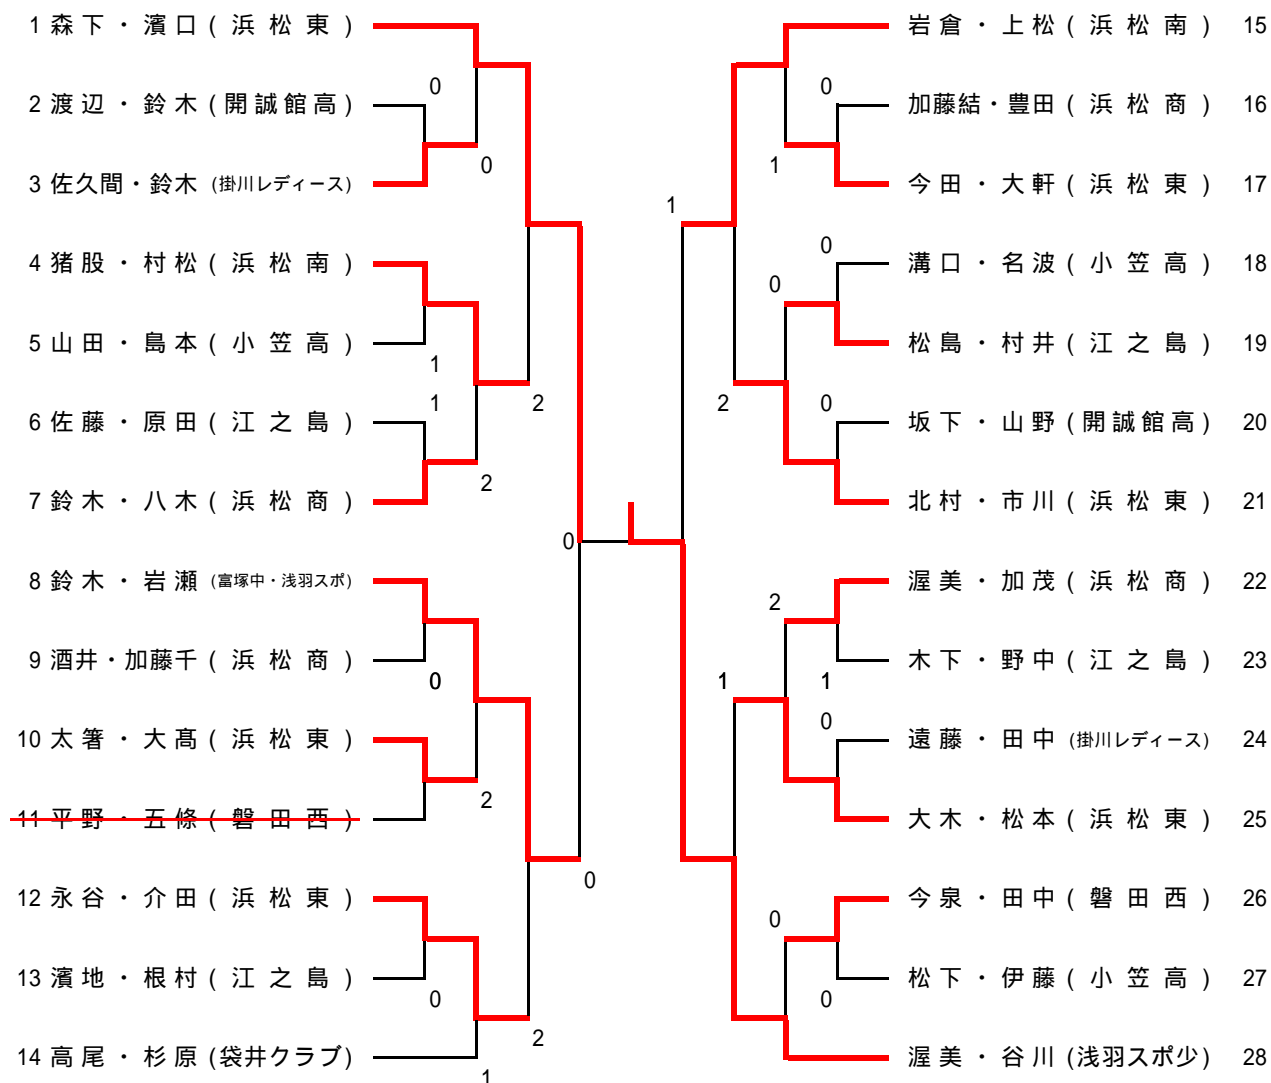 1 森下・濱口(浜松東)
2 渡辺・鈴木(開誠館高)
3 佐久間・鈴木(掛川レディース)
4 猪股・村松(浜松南)
5 山田・島本(小笠高)
6 佐藤・原田(江之島)
7 鈴木・八木(浜松商)
8 鈴木・岩瀬(富塚中・浅羽スポ)
9 酒井・加藤千(浜松商)
10 太箸・大髙(浜松東)
11 平野・五條(磐田西)
12 永谷・介田(浜松東)
13 濱地・根村(江之島)
14 高尾・杉原(袋井クラブ)
0
0
1
1
2
2
0
2
0
2
1
0
2
0
1
0
1
0
0
2
0
2
1
0
1
0
0
岩倉・上松(浜松南) 15
加藤結・豊田(浜松商) 16
今田・大軒(浜松東) 17
溝口・名波(小笠高) 18
松島・村井(江之島) 19
坂下・山野(開誠館高) 20
北村・市川(浜松東) 21
渥美・加茂(浜松商) 22
木下・野中(江之島) 23
遠藤・田中(掛川レディース) 24
大木・松本(浜松東) 25
今泉・田中(磐田西) 26
松下・伊藤(小笠高) 27
渥美・谷川(浅羽スポ少) 28